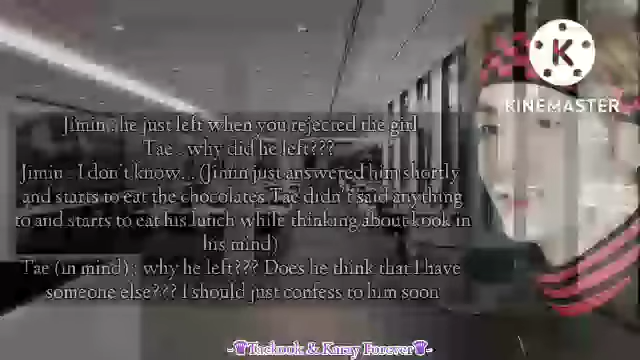 KINEMASTER
Jimin : he just left when you rejected the girl
Tae : why did he left???
Jimin : I don't know. . (Jimin just answered him shortly
and starts to eat the chocolates Tae didn't said anything
to and starts to eat his lunch while thinking about kook in
his mind)
Tae (in mind) : why he left??? Does he think that I have
someone else??? I should just confess to him soon
-♛Taekook & Kmay Forever♛-